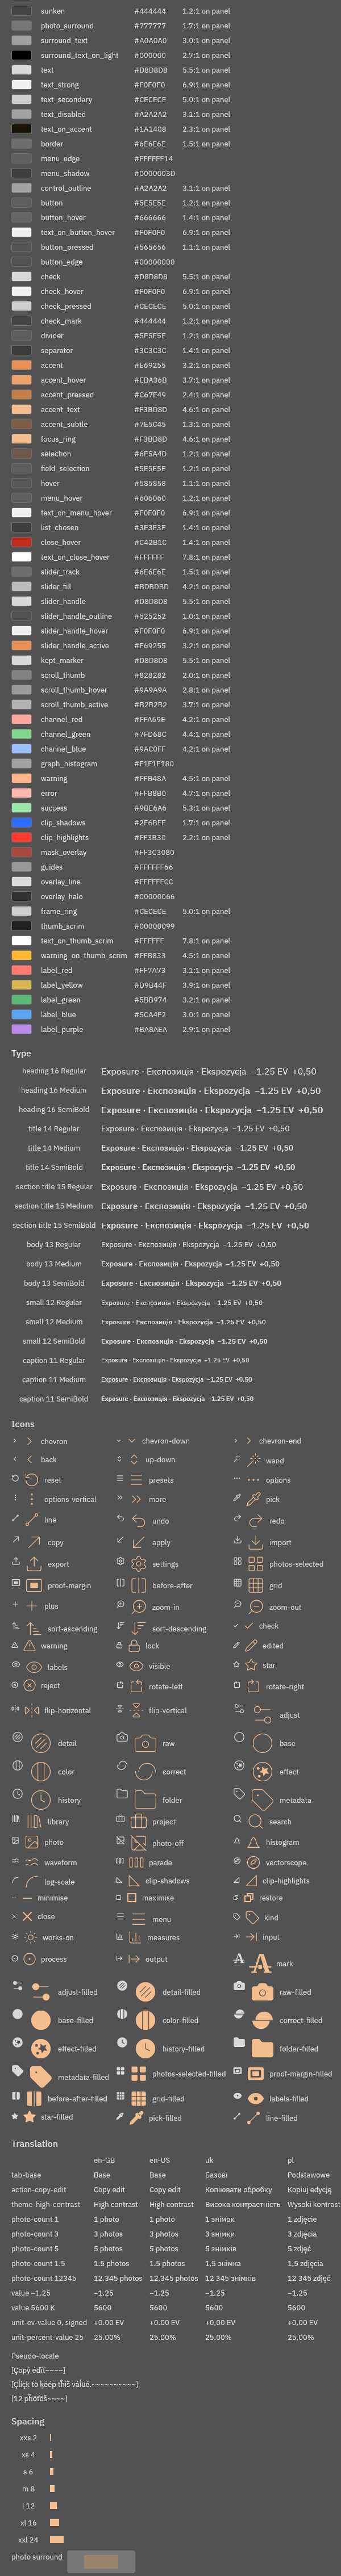 sunken #444444 1.2:1 on panel
photo_surround #777777 1.7:1 on panel
surround_text #A0A0A0 3.0:1 on panel
surround_text_on_light #000000 2.7:1 on panel
text #D8D8D8 5.5:1 on panel
text_strong #F0F0F0 6.9:1 on panel
text_secondary #CECECE 5.0:1 on panel
text_disabled #A2A2A2 3.1:1 on panel
text_on_accent #1A1408 2.3:1 on panel
border #6E6E6E 1.5:1 on panel
menu_edge #FFFFFF14
menu_shadow #0000003D
control_outline #A2A2A2 3.1:1 on panel
button #5E5E5E 1.2:1 on panel
button_hover #666666 1.4:1 on panel
text_on_button_hover #F0F0F0 6.9:1 on panel
button_pressed #565656 1.1:1 on panel
button_edge #00000000
check #D8D8D8 5.5:1 on panel
check_hover #F0F0F0 6.9:1 on panel
check_pressed #CECECE 5.0:1 on panel
check_mark #444444 1.2:1 on panel
divider #5E5E5E 1.2:1 on panel
separator #3C3C3C 1.4:1 on panel
accent #E69255 3.2:1 on panel
accent_hover #EBA36B 3.7:1 on panel
accent_pressed #C67E49 2.4:1 on panel
accent_text #F3BD8D 4.6:1 on panel
accent_subtle #7E5C45 1.3:1 on panel
focus_ring #F3BD8D 4.6:1 on panel
selection #6E5A4D 1.2:1 on panel
field_selection #5E5E5E 1.2:1 on panel
hover #585858 1.1:1 on panel
menu_hover #606060 1.2:1 on panel
text_on_menu_hover #F0F0F0 6.9:1 on panel
list_chosen #3E3E3E 1.4:1 on panel
close_hover #C42B1C 1.4:1 on panel
text_on_close_hover #FFFFFF 7.8:1 on panel
slider_track #6E6E6E 1.5:1 on panel
slider_fill #BDBDBD 4.2:1 on panel
slider_handle #D8D8D8 5.5:1 on panel
slider_handle_outline #525252 1.0:1 on panel
slider_handle_hover #F0F0F0 6.9:1 on panel
slider_handle_active #E69255 3.2:1 on panel
kept_marker #D8D8D8 5.5:1 on panel
scroll_thumb #828282 2.0:1 on panel
scroll_thumb_hover #9A9A9A 2.8:1 on panel
scroll_thumb_active #B2B2B2 3.7:1 on panel
channel_red #FFA69E 4.2:1 on panel
channel_green #7FD68C 4.4:1 on panel
channel_blue #9AC0FF 4.2:1 on panel
graph_histogram #F1F1F180
warning #FFB48A 4.5:1 on panel
error #FFB8B0 4.7:1 on panel
success #9BE6A6 5.3:1 on panel
clip_shadows #2F6BFF 1.7:1 on panel
clip_highlights #FF3B30 2.2:1 on panel
mask_overlay #FF3C3080
guides #FFFFFF66
overlay_line #FFFFFFCC
overlay_halo #00000066
frame_ring #CECECE 5.0:1 on panel
thumb_scrim #00000099
text_on_thumb_scrim #FFFFFF 7.8:1 on panel
warning_on_thumb_scrim #FFB833 4.5:1 on panel
label_red #FF7A73 3.1:1 on panel
label_yellow #D9B44F 3.9:1 on panel
label_green #5BB974 3.2:1 on panel
label_blue #5CA4F2 3.0:1 on panel
label_purple #BA8AEA 2.9:1 on panel
Type
heading 16 Regular Exposure · Експозиція · Ekspozycja −1.25 EV +0,50
heading 16 Medium Exposure · Експозиція · Ekspozycja −1.25 EV +0,50
heading 16 SemiBold Exposure · Експозиція · Ekspozycja −1.25 EV +0,50
title 14 Regular Exposure · Експозиція · Ekspozycja −1.25 EV +0,50
title 14 Medium Exposure · Експозиція · Ekspozycja −1.25 EV +0,50
title 14 SemiBold Exposure · Експозиція · Ekspozycja −1.25 EV +0,50
section title 15 Regular Exposure · Експозиція · Ekspozycja −1.25 EV +0,50
section title 15 Medium Exposure · Експозиція · Ekspozycja −1.25 EV +0,50
section title 15 SemiBold Exposure · Експозиція · Ekspozycja −1.25 EV +0,50
body 13 Regular Exposure · Експозиція · Ekspozycja −1.25 EV +0,50
body 13 Medium Exposure · Експозиція · Ekspozycja −1.25 EV +0,50
body 13 SemiBold Exposure · Експозиція · Ekspozycja −1.25 EV +0,50
small 12 Regular Exposure · Експозиція · Ekspozycja −1.25 EV +0,50
small 12 Medium Exposure · Експозиція · Ekspozycja −1.25 EV +0,50
small 12 SemiBold Exposure · Експозиція · Ekspozycja −1.25 EV +0,50
caption 11 Regular Exposure · Експозиція · Ekspozycja −1.25 EV +0,50
caption 11 Medium Exposure · Експозиція · Ekspozycja −1.25 EV +0,50
caption 11 SemiBold Exposure · Експозиція · Ekspozycja −1.25 EV +0,50
Icons
chevron chevron-down chevron-end
back up-down wand
reset presets options
options-vertical more pick
line undo redo
copy apply import
export settings photos-selected
proof-margin before-after grid
plus zoom-in zoom-out
sort-ascending sort-descending check
warning lock edited
labels visible star
reject rotate-left rotate-right
flip-horizontal flip-vertical adjust
detail raw base
color correct effect
history folder metadata
library project search
photo photo-off histogram
waveform parade vectorscope
log-scale clip-shadows clip-highlights
minimise maximise restore
close menu kind
works-on measures input
process output mark
adjust-filled detail-filled raw-filled
base-filled color-filled correct-filled
effect-filled history-filled folder-filled
metadata-filled photos-selected-filled proof-margin-filled
before-after-filled grid-filled labels-filled
star-filled pick-filled line-filled
Translation
en-GB en-US uk pl
tab-base Base Base Базові Podstawowe
action-copy-edit Copy edit Copy edit Копіювати обробку Kopiuj edycję
theme-high-contrast High contrast High contrast Висока контрастність Wysoki kontrast
photo-count 1 1 photo 1 photo 1 знімок 1 zdjęcie
photo-count 3 3 photos 3 photos 3 знімки 3 zdjęcia
photo-count 5 5 photos 5 photos 5 знімків 5 zdjęć
photo-count 1.5 1.5 photos 1.5 photos 1,5 знімка 1,5 zdjęcia
photo-count 12345 12,345 photos 12,345 photos 12 345 знімків 12 345 zdjęć
value −1.25 −1.25 −1.25 −1,25 −1,25
value 5600 K 5600 5600 5600 5600
unit-ev-value 0, signed +0.00 EV +0.00 EV +0,00 EV +0,00 EV
unit-percent-value 25 25.00% 25.00% 25,00% 25,00%
Pseudo-locale
Spacing
xxs 2
xs 4
s 6
m 8
l 12
xl 16
xxl 24
photo surround